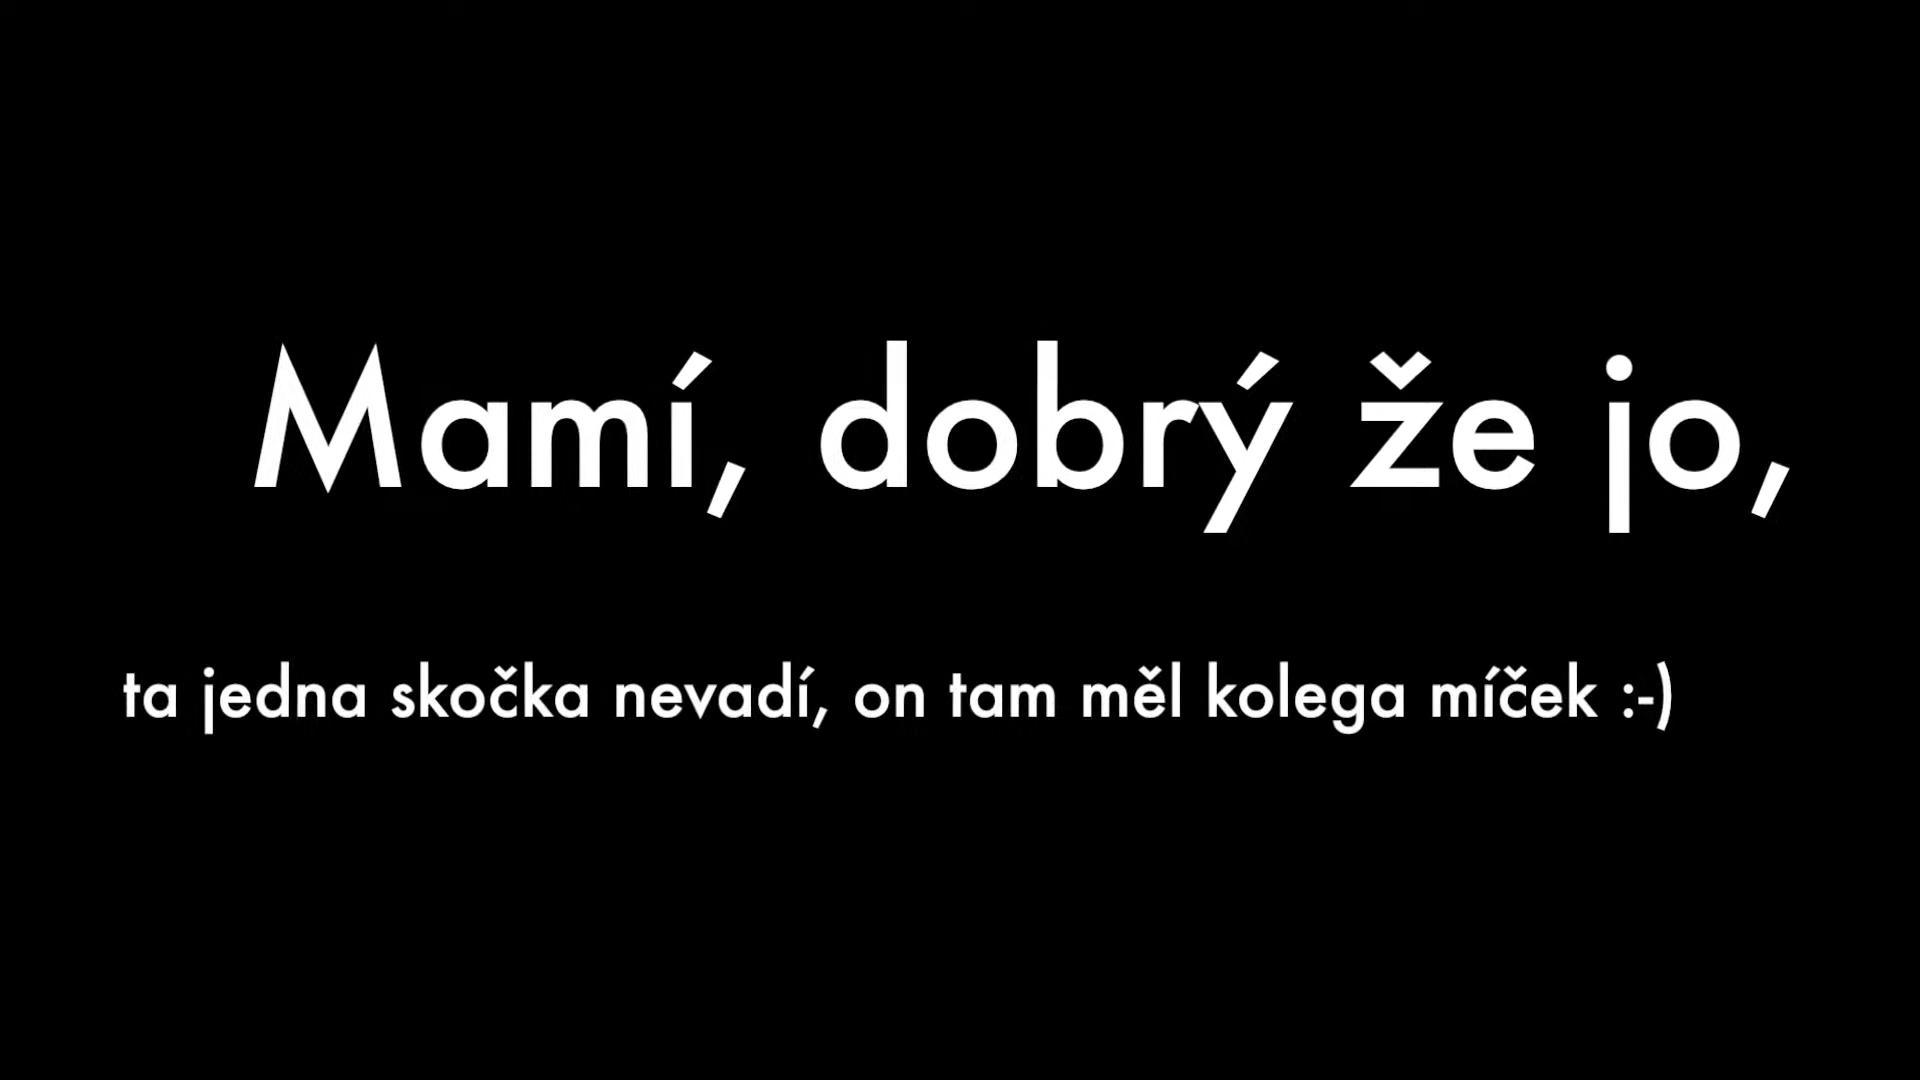 Mamí, dobrý že jo,
ta jedna skočka nevadí, on tam měl kolega míček :-)